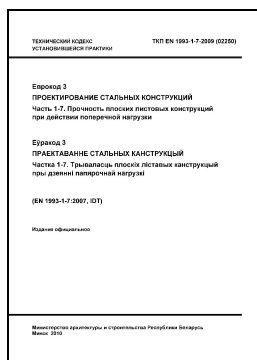 ТЕХНИЧЕСКИЙ КОДЕКС
УСТАНОВИВШЕЙСЯ ПРАКТИКИ
ТКП EN 1993-1-7-2009 (02250)
Еврокод 3
ПРОЕКТИРОВАНИЕ СТАЛЬНЫХ КОНСТРУКЦИЙ
Часть 1-7. Прочность плоских листовых конструкций
при действии поперечной нагрузки
Еўракод 3
ПРАЕКТАВАННЕ СТАЛЬНЫХ КАНСТРУКЦЫЙ
Частка 1-7. Трываласць плоскіх ліставых канструкцый
пры дзеянні папярочнай нагрузкі
(EN 1993-1-7:2007, IDT)
Издание официальное
Министерство архитектуры и строительства Республики Беларусь
Минск 2010